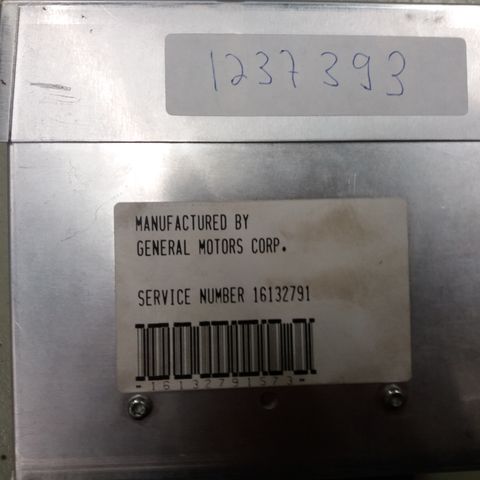 1237393
MANUFACTURED BY
GENERAL MOTORS CORP.
SERVICE NUMBER 16132791
-16132791573-